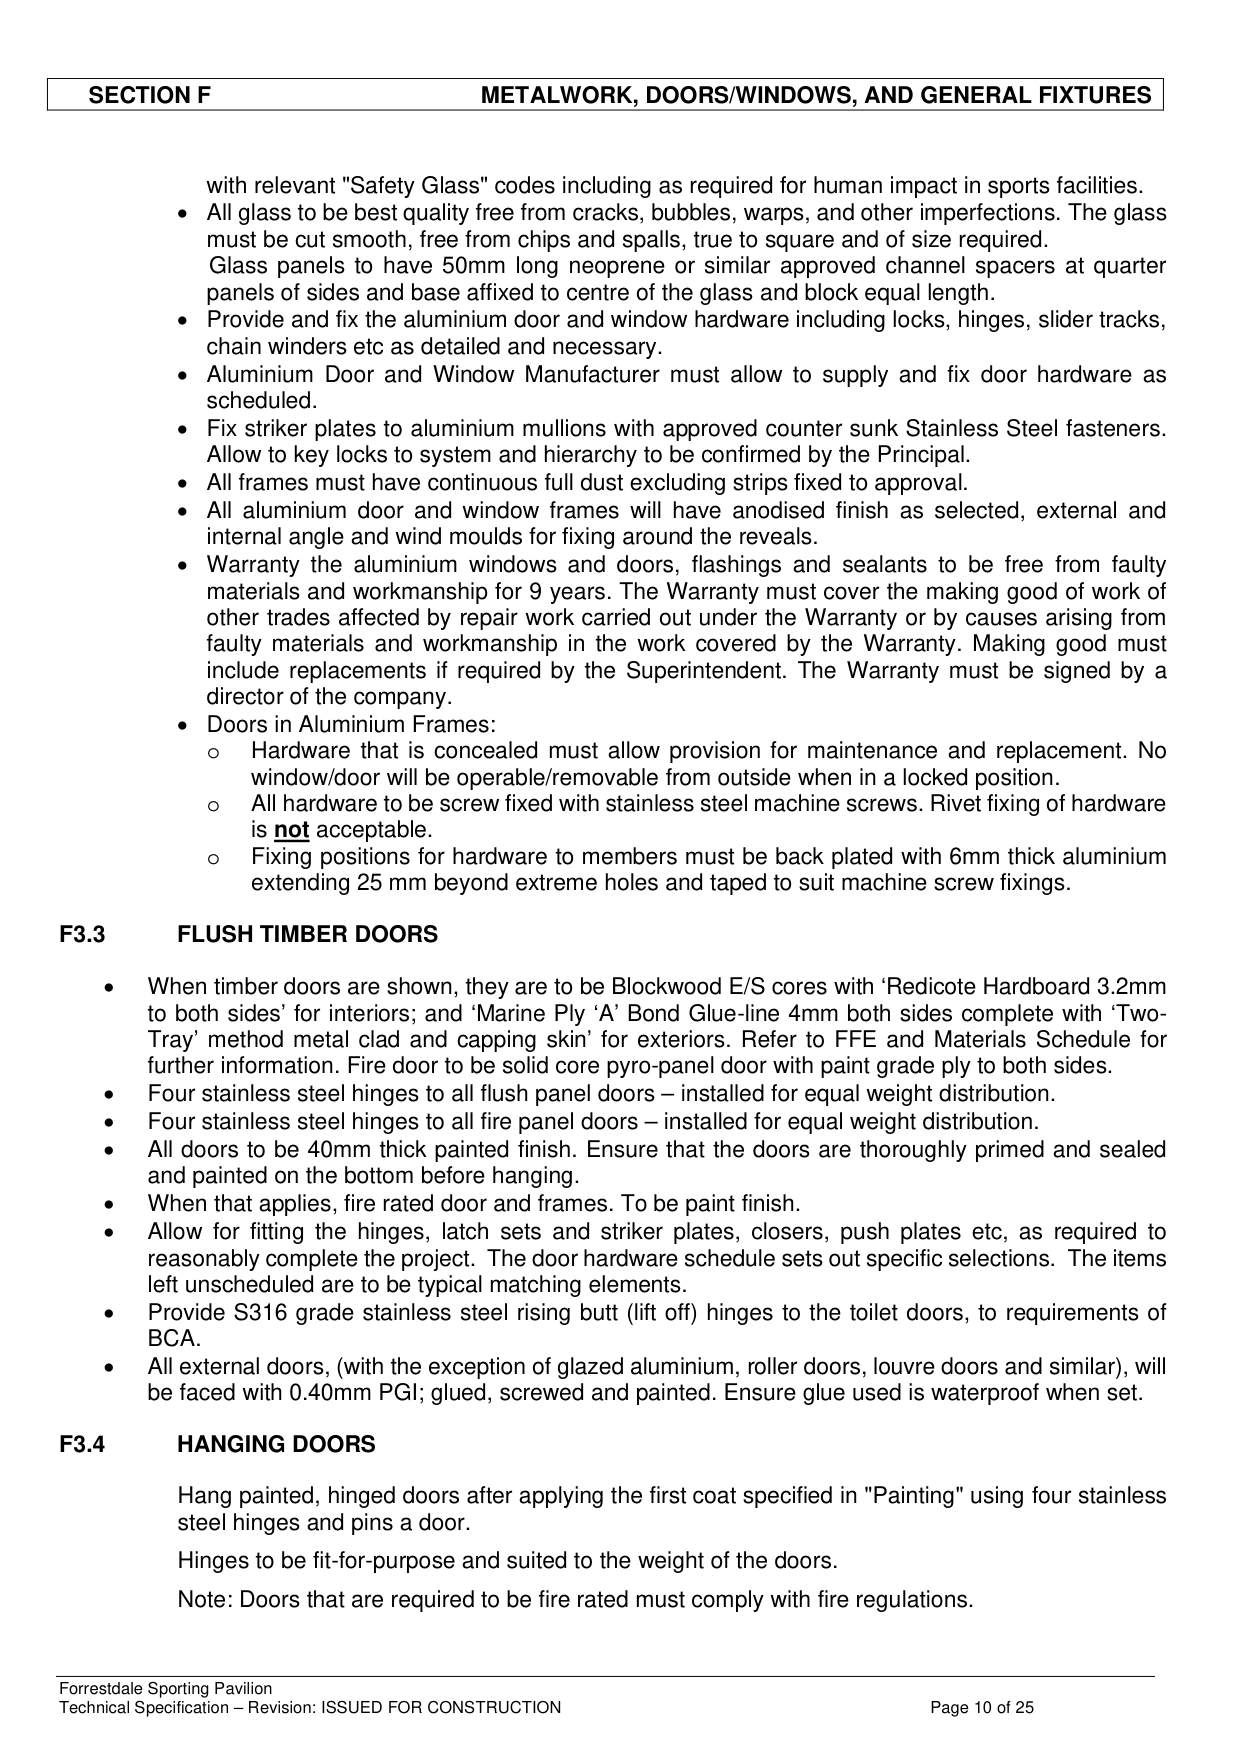 SECTION F METALWORK, DOORS/WINDOWS, AND GENERAL FIXTURES
with relevant "Safety Glass" codes including as required for human impact in sports facilities.
• All glass to be best quality free from cracks, bubbles, warps, and other imperfections. The glass
must be cut smooth, free from chips and spalls, true to square and of size required.
Glass panels to have 50mm long neoprene or similar approved channel spacers at quarter
panels of sides and base affixed to centre of the glass and block equal length.
• Provide and fix the aluminium door and window hardware including locks, hinges, slider tracks,
chain winders etc as detailed and necessary.
• Aluminium Door and Window Manufacturer must allow to supply and fix door hardware as
scheduled.
• Fix striker plates to aluminium mullions with approved counter sunk Stainless Steel fasteners.
Allow to key locks to system and hierarchy to be confirmed by the Principal.
• All frames must have continuous full dust excluding strips fixed to approval.
• All aluminium door and window frames will have anodised finish as selected, external and
internal angle and wind moulds for fixing around the reveals.
• Warranty the aluminium windows and doors, flashings and sealants to be free from faulty
materials and workmanship for 9 years. The Warranty must cover the making good of work of
other trades affected by repair work carried out under the Warranty or by causes arising from
faulty materials and workmanship in the work covered by the Warranty. Making good must
include replacements if required by the Superintendent. The Warranty must be signed by a
director of the company.
• Doors in Aluminium Frames:
o Hardware that is concealed must allow provision for maintenance and replacement. No
window/door will be operable/removable from outside when in a locked position.
o All hardware to be screw fixed with stainless steel machine screws. Rivet fixing of hardware
is not acceptable.
o Fixing positions for hardware to members must be back plated with 6mm thick aluminium
extending 25 mm beyond extreme holes and taped to suit machine screw fixings.
F3.3 FLUSH TIMBER DOORS
• When timber doors are shown, they are to be Blockwood E/S cores with ‘Redicote Hardboard 3.2mm
to both sides’ for interiors; and ‘Marine Ply ‘A’ Bond Glue-line 4mm both sides complete with ‘Two-
Tray’ method metal clad and capping skin’ for exteriors. Refer to FFE and Materials Schedule for
further information. Fire door to be solid core pyro-panel door with paint grade ply to both sides.
• Four stainless steel hinges to all flush panel doors – installed for equal weight distribution.
• Four stainless steel hinges to all fire panel doors – installed for equal weight distribution.
• All doors to be 40mm thick painted finish. Ensure that the doors are thoroughly primed and sealed
and painted on the bottom before hanging.
• When that applies, fire rated door and frames. To be paint finish.
• Allow for fitting the hinges, latch sets and striker plates, closers, push plates etc, as required to
reasonably complete the project. The door hardware schedule sets out specific selections. The items
left unscheduled are to be typical matching elements.
• Provide S316 grade stainless steel rising butt (lift off) hinges to the toilet doors, to requirements of
BCA.
• All external doors, (with the exception of glazed aluminium, roller doors, louvre doors and similar), will
be faced with 0.40mm PGI; glued, screwed and painted. Ensure glue used is waterproof when set.
F3.4 HANGING DOORS
Hang painted, hinged doors after applying the first coat specified in "Painting" using four stainless
steel hinges and pins a door.
Hinges to be fit-for-purpose and suited to the weight of the doors.
Note: Doors that are required to be fire rated must comply with fire regulations.
Forrestdale Sporting Pavilion
Technical Specification – Revision: ISSUED FOR CONSTRUCTION Page 10 of 25